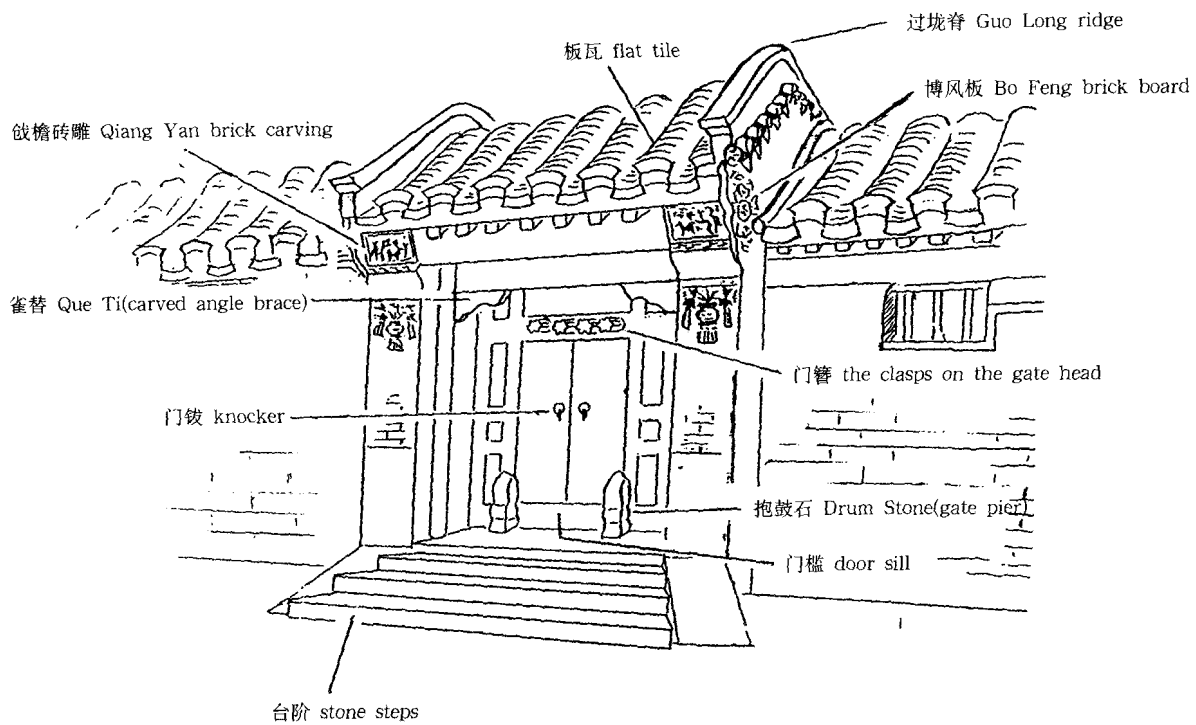 过垅脊 Guo Long ridge
板瓦 flat tile
博风板 Bo Feng brick board
戗檐砖雕 Qiang Yan brick carving
雀替 Que Ti(carved angle brace)
门簪 the clasps on the gate head
门钹 knocker
抱鼓石 Drum Stone(gate pier)
门槛 door sill
台阶 stone steps